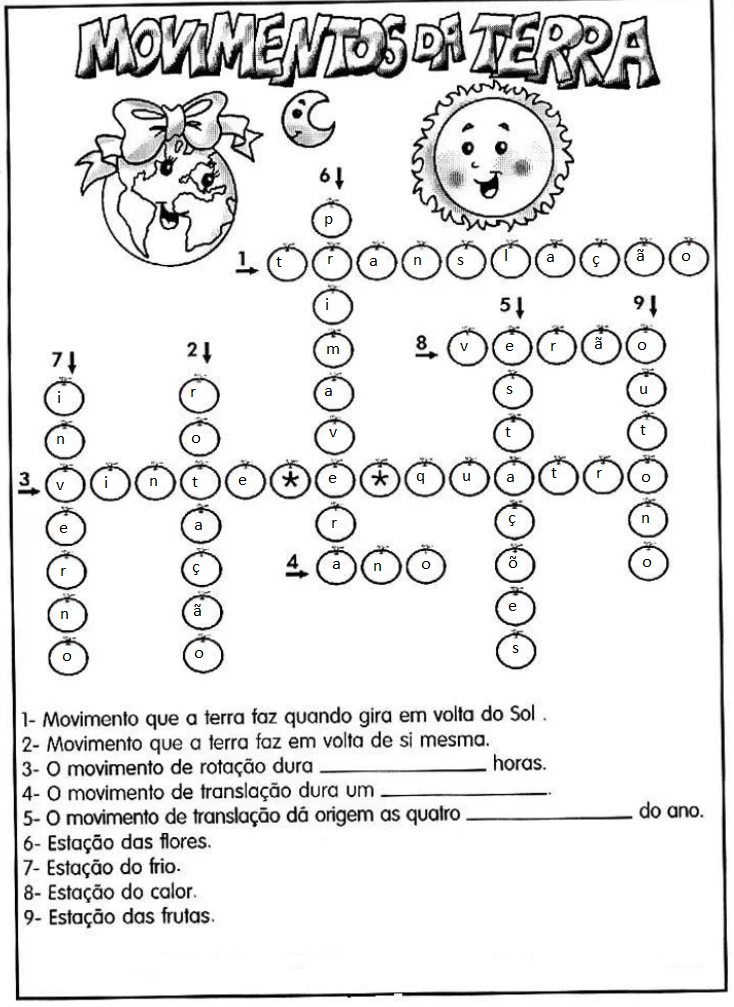 MOVIMENTOS DA TERRA
6
p
1 t r a n s l a ç ã o
i
5 9
m 8 v e r ã o
7 2
i r a s u
n o v t t
3 v i n t e * e * q u a t r o
e a r ç n
r ç 4 a n o õ o
n ã e
o o s
1- Movimento que a terra faz quando gira em volta do Sol .
2- Movimento que a terra faz em volta de si mesma.
3- O movimento de rotação dura ______________ horas.
4- O movimento de translação dura um ______________.
5- O movimento de translação dá origem as quatro ______________ do ano.
6- Estação das flores.
7- Estação do frio.
8- Estação do calor.
9- Estação das frutas.